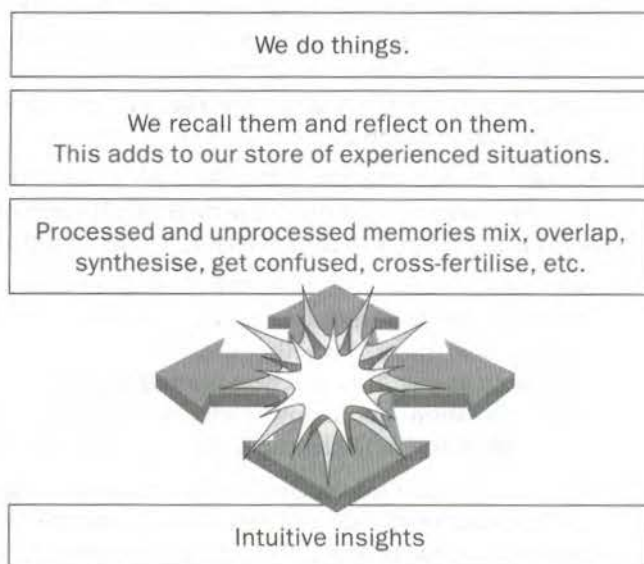 We do things.
We recall them and reflect on them.
This adds to our store of experienced situations.
Processed and unprocessed memories mix, overlap,
synthesise, get confused, cross-fertilise, etc.
Intuitive insights